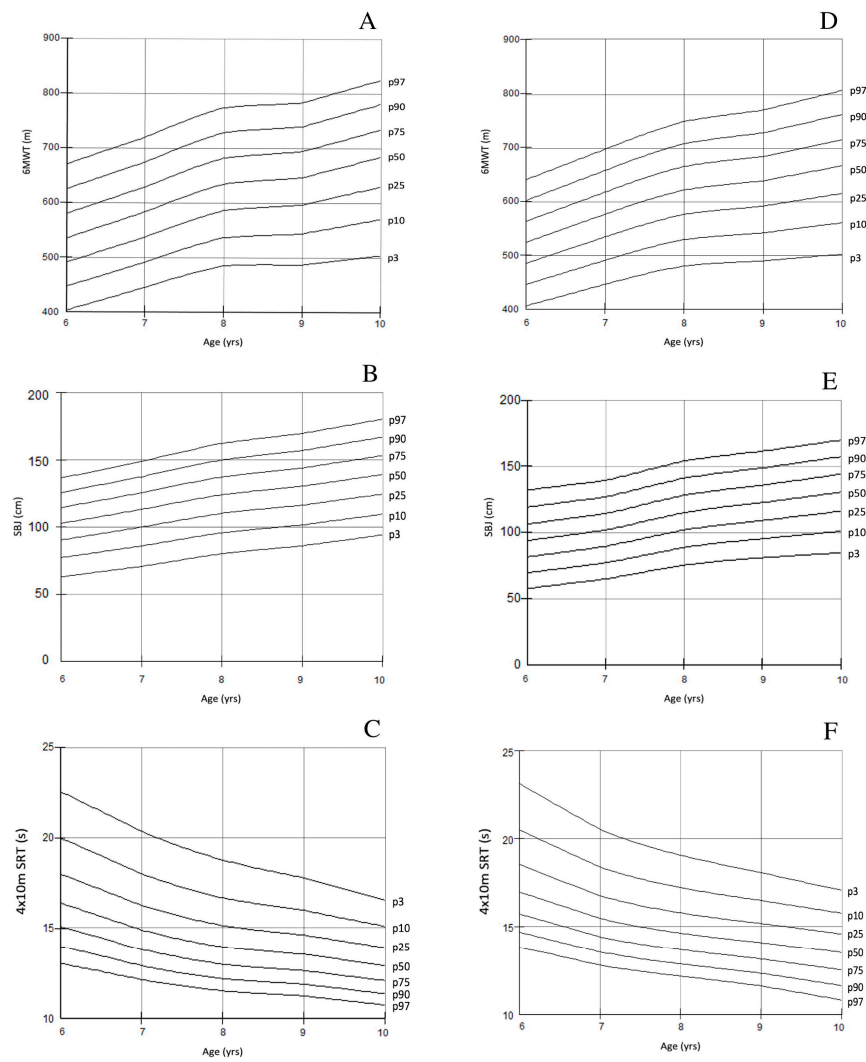 A
900
800
700
600
500
400
6MWT (m)
p97
p90
p75
p50
p25
p10
p3
6 7 8 9 10
Age (yrs)
D
900
800
700
600
500
400
6MWT (m)
p97
p90
p75
p50
p25
p10
p3
6 7 8 9 10
Age (yrs)
B
200
150
100
50
0
SBJ (cm)
p97
p90
p75
p50
p25
p10
p3
6 7 8 9 10
Age (yrs)
E
200
150
100
50
0
SBJ (cm)
p97
p90
p75
p50
p25
p10
p3
6 7 8 9 10
Age (yrs)
C
25
20
15
10
4x10m SRT (s)
p3
p10
p25
p50
p75
p90
p97
6 7 8 9 10
Age (yrs)
F
25
20
15
10
4x10m SRT (s)
p3
p10
p25
p50
p75
p90
p97
6 7 8 9 10
Age (yrs)